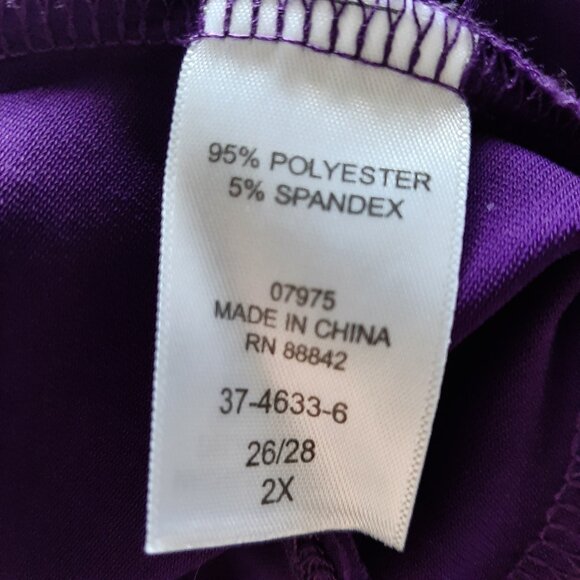 95% POLYESTER
5% SPANDEX
07975
MADE IN CHINA
RN 88842
37-4633-6
26/28
2X